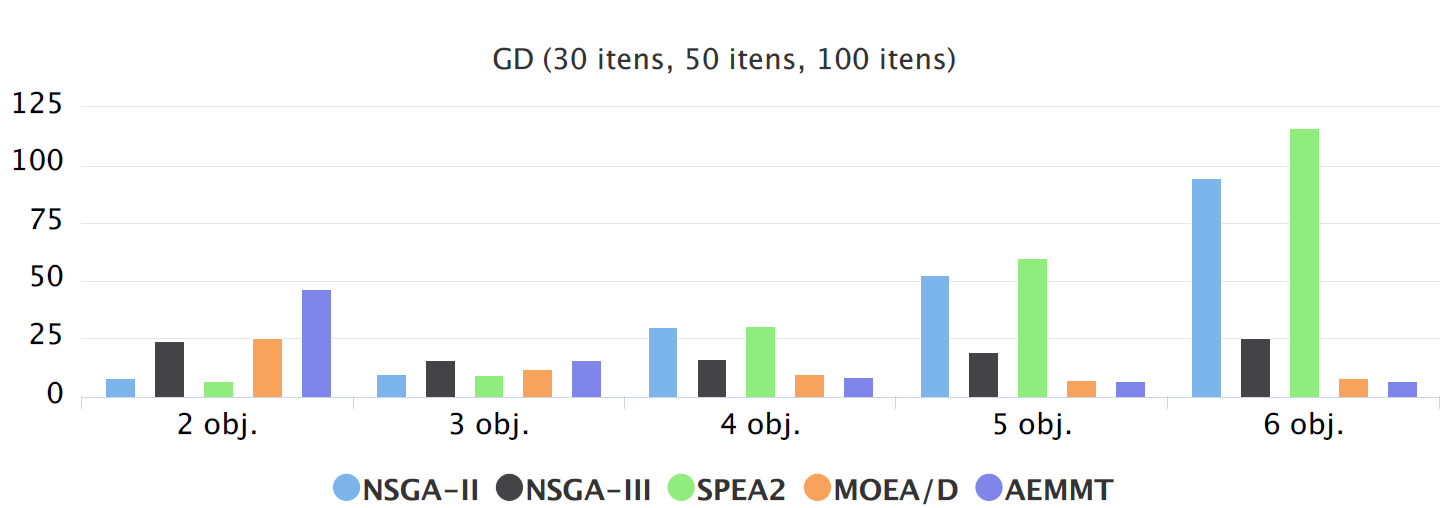 GD (30 itens, 50 itens, 100 itens)
125
100
75
50
25
0
2 obj. 3 obj. 4 obj. 5 obj. 6 obj.
NSGA-II NSGA-III SPEA2 MOEA/D AEMMT